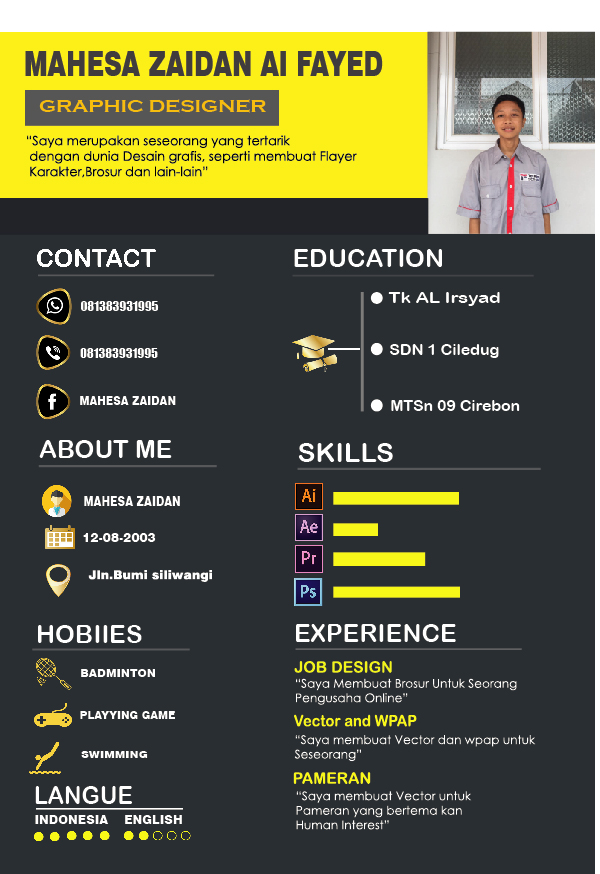 MAHESA ZAIDAN AI FAYED
GRAPHIC DESIGNER
“Saya merupakan seseorang yang tertarik
dengan dunia Desain grafis, seperti membuat Flayer
Karakter,Brosur dan lain-lain”
CONTACT
081383931995
081383931995
MAHESA ZAIDAN
EDUCATION
Tk AL Irsyad
SDN 1 Ciledug
MTSn 09 Cirebon
ABOUT ME
MAHESA ZAIDAN
12-08-2003
Jln.Bumi siliwangi
SKILLS
Ai
Ae
Pr
Ps
HOBIIES
BADMINTON
PLAYYING GAME
SWIMMING
LANGUE
INDONESIA ENGLISH
EXPERIENCE
JOB DESIGN
“Saya Membuat Brosur Untuk Seorang
Pengusaha Online”
Vector and WPAP
“Saya membuat Vector dan wpap untuk
Seseorang”
PAMERAN
“Saya membuat Vector untuk
Pameran yang bertema kan
Human Interest”